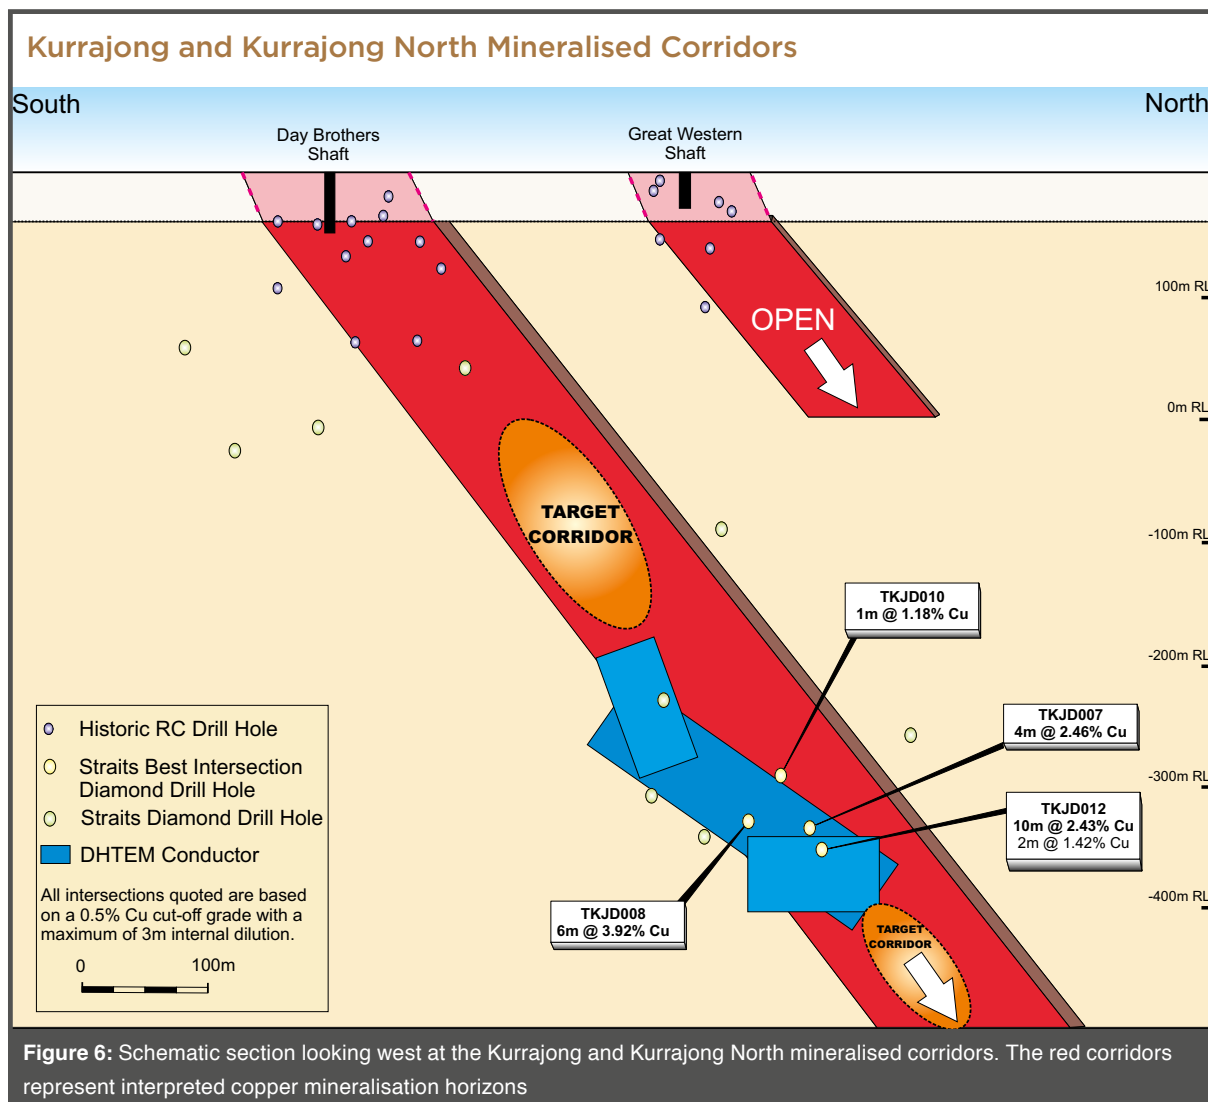 Kurrajong and Kurrajong North Mineralised Corridors
South
North
Day Brothers
Shaft
Great Western
Shaft
100m RL
OPEN
0m RL
TARGET
CORRIDOR
-100m RL
TKJD010
1m @ 1.18% Cu
-200m RL
TKJD007
4m @ 2.46% Cu
-300m RL
TKJD012
10m @ 2.43% Cu
2m @ 1.42% Cu
-400m RL
TKJD008
6m @ 3.92% Cu
TARGET
CORRIDOR
Historic RC Drill Hole
Straits Best Intersection
Diamond Drill Hole
Straits Diamond Drill Hole
DHTEM Conductor
All intersections quoted are based
on a 0.5% Cu cut-off grade with a
maximum of 3m internal dilution.
0 100m
Figure 6: Schematic section looking west at the Kurrajong and Kurrajong North mineralised corridors. The red corridors
represent interpreted copper mineralisation horizons